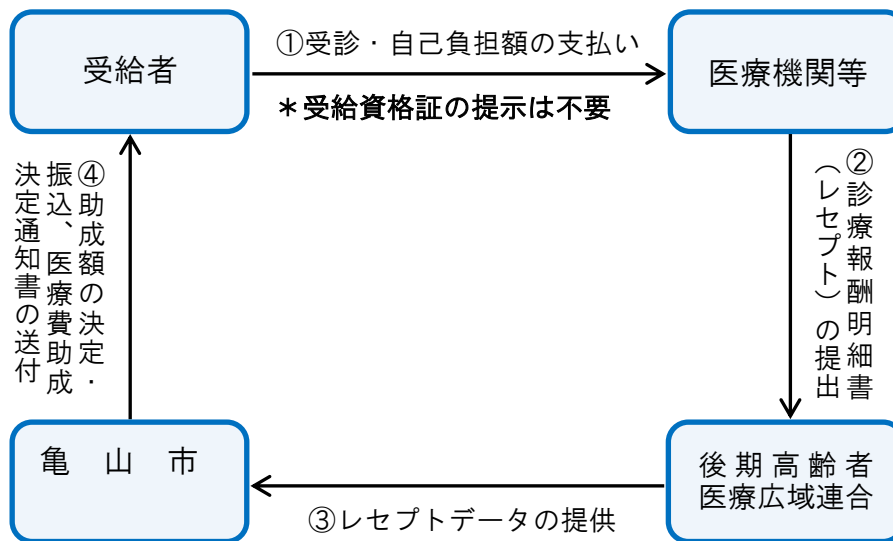 受給者
①受診・自己負担額の支払い
＊受給資格証の提示は不要
医療機関等
②診療報酬明細書
（レセプト）の提出
後期高齢者
医療広域連合
③レセプトデータの提供
亀山市
④助成額の決定・
振込、医療費助成
決定通知書の送付